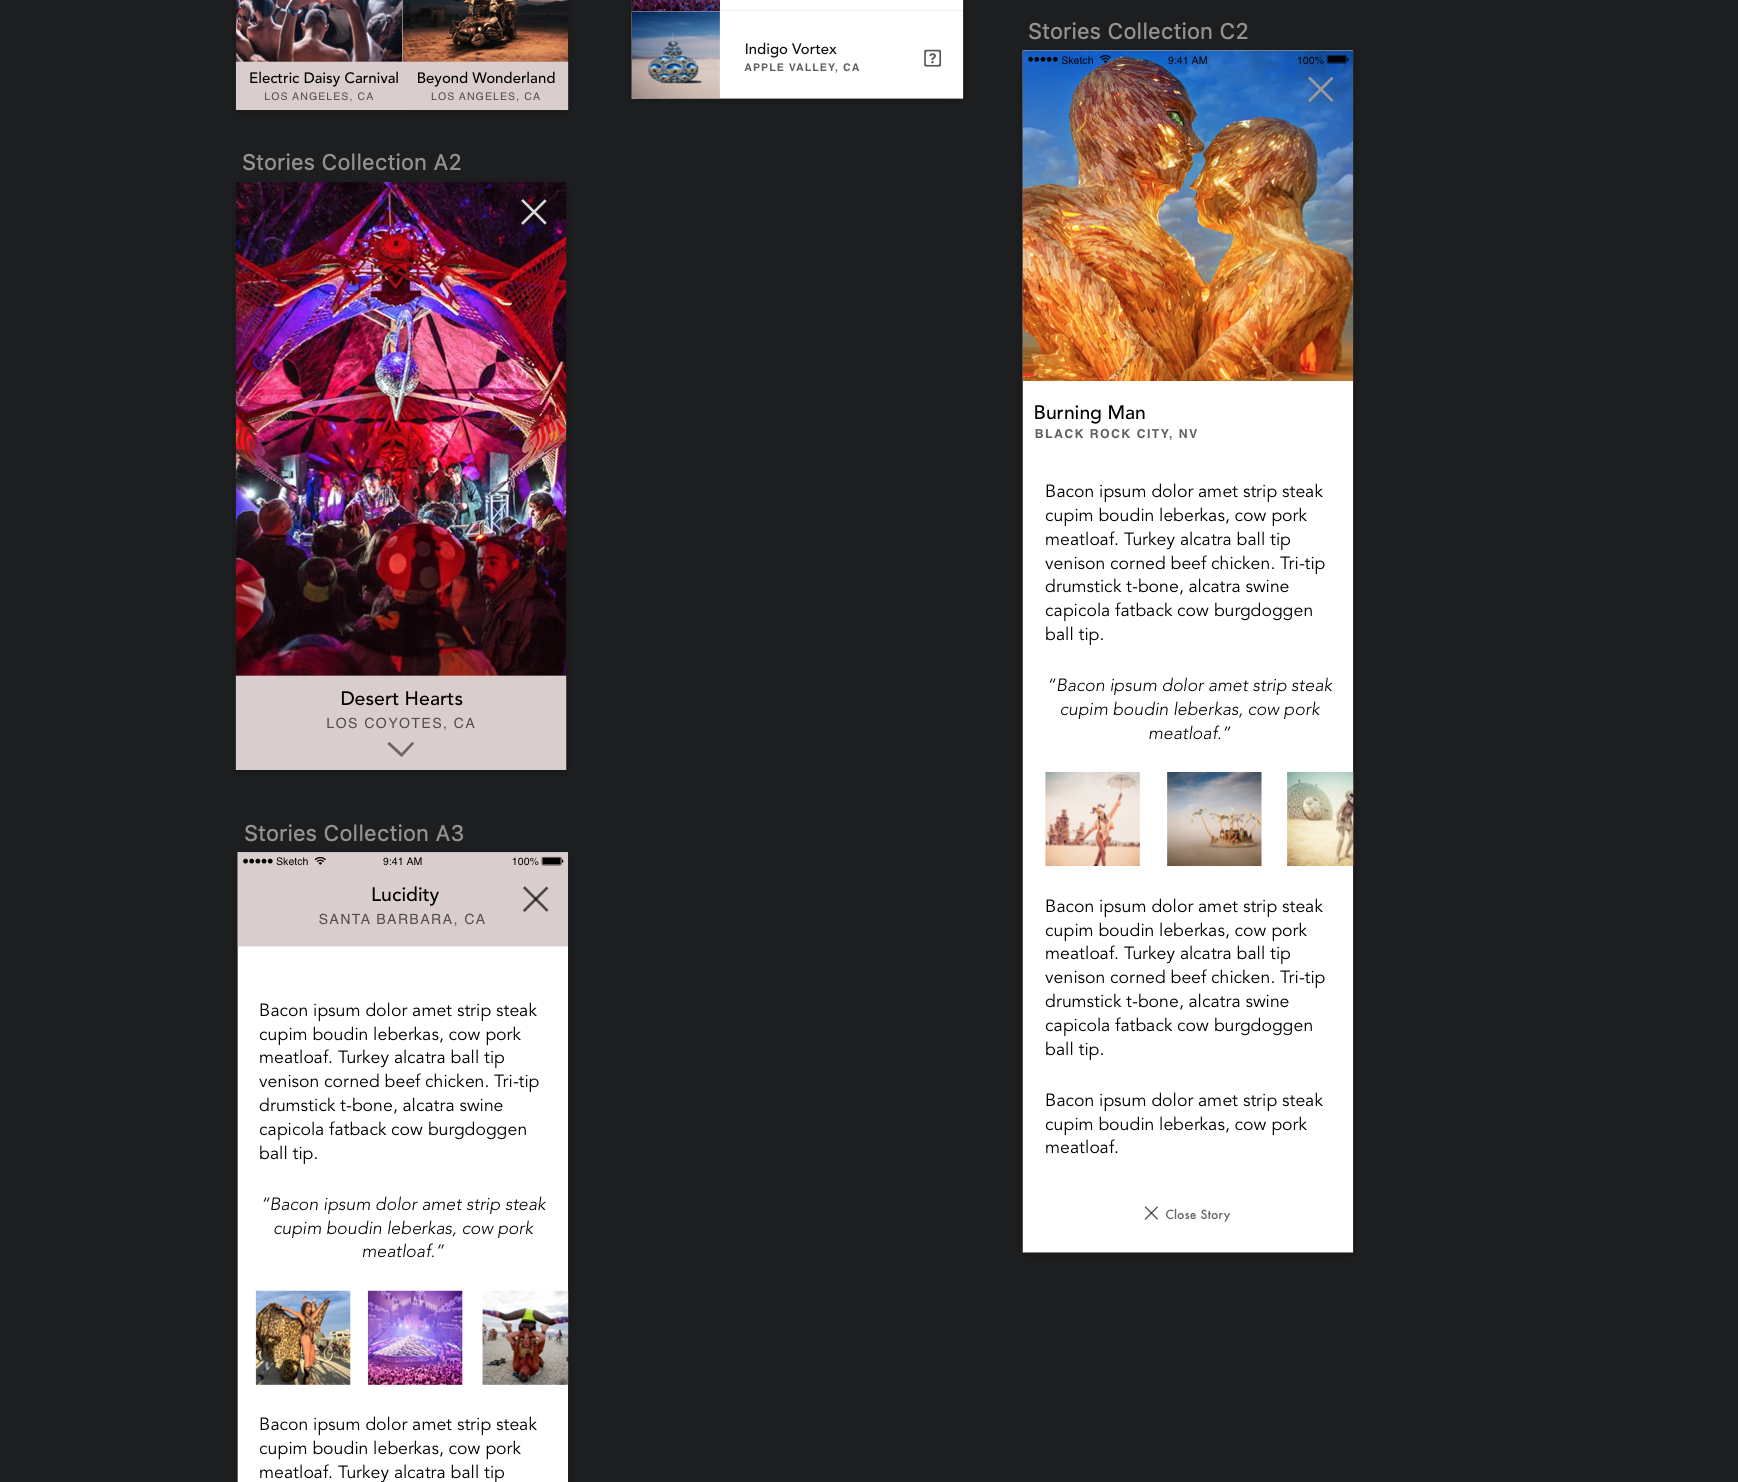 Electric Daisy Carnival
LOS ANGELES, CA
Beyond Wonderland
LOS ANGELES, CA
Stories Collection A2
Desert Hearts
LOS COYOTES, CA
Stories Collection A3
Sketch 9:41 AM 100%
Lucidity
SANTA BARBARA, CA
Bacon ipsum dolor amet strip steak
cupim boudin leberkas, cow pork
meatloaf. Turkey alcatra ball tip
venison corned beef chicken. Tri-tip
drumstick t-bone, alcatra swine
capicola fatback cow burgdoggen
ball tip.
“Bacon ipsum dolor amet strip steak
cupim boudin leberkas, cow pork
meatloaf.”
Bacon ipsum dolor amet strip steak
cupim boudin leberkas, cow pork
meatloaf. Turkey alcatra ball tip
Indigo Vortex
APPLE VALLEY, CA
?
Stories Collection C2
Sketch 9:41 AM 100%
Burning Man
BLACK ROCK CITY, NV
Bacon ipsum dolor amet strip steak
cupim boudin leberkas, cow pork
meatloaf. Turkey alcatra ball tip
venison corned beef chicken. Tri-tip
drumstick t-bone, alcatra swine
capicola fatback cow burgdoggen
ball tip.
“Bacon ipsum dolor amet strip steak
cupim boudin leberkas, cow pork
meatloaf.”
Bacon ipsum dolor amet strip steak
cupim boudin leberkas, cow pork
meatloaf. Turkey alcatra ball tip
venison corned beef chicken. Tri-tip
drumstick t-bone, alcatra swine
capicola fatback cow burgdoggen
ball tip.
Bacon ipsum dolor amet strip steak
cupim boudin leberkas, cow pork
meatloaf.
Close Story